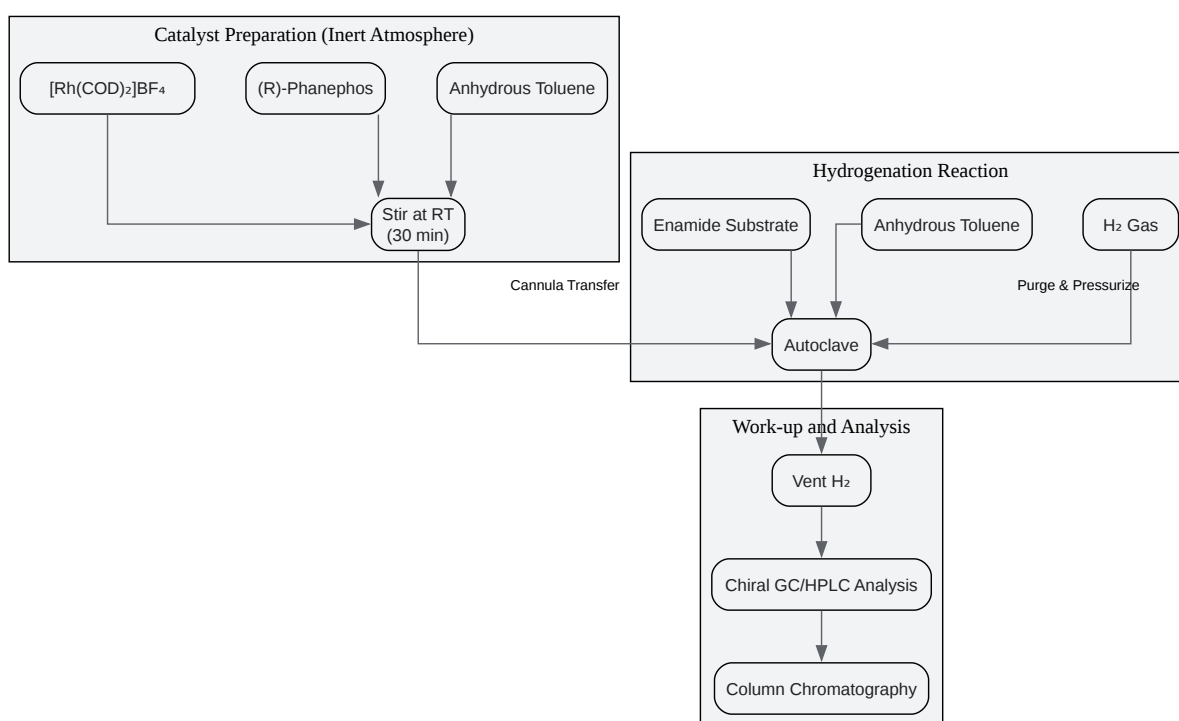 Catalyst Preparation (Inert Atmosphere)
[Rh(COD)₂]BF₄
(R)-Phanephos
Anhydrous Toluene
Stir at RT
(30 min)
Cannula Transfer
Hydrogenation Reaction
Enamide Substrate
Anhydrous Toluene
H₂ Gas
Purge & Pressurize
Autoclave
Work-up and Analysis
Vent H₂
Chiral GC/HPLC Analysis
Column Chromatography